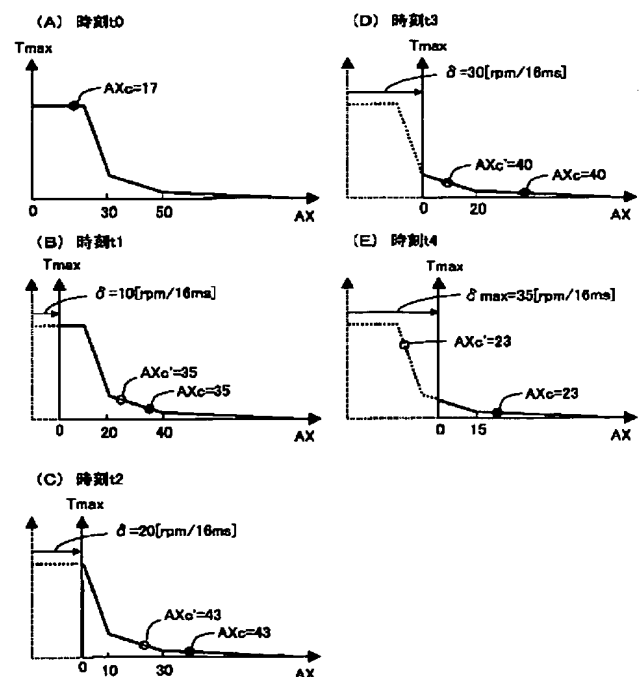 (A) 時刻t0
Tmax
AXc=17
0
30
50
AX
(B) 時刻t1
Tmax
δ=10[rpm/16ms]
AXc'=35
AXc=35
0
20
40
AX
(C) 時刻t2
Tmax
δ=20[rpm/16ms]
AXc'=43
AXc=43
0
10
30
AX
(D) 時刻t3
Tmax
δ=30[rpm/16ms]
AXc'=40
AXc=40
0
20
AX
(E) 時刻t4
Tmax
δmax=35[rpm/16ms]
AXc'=23
AXc=23
0
15
AX